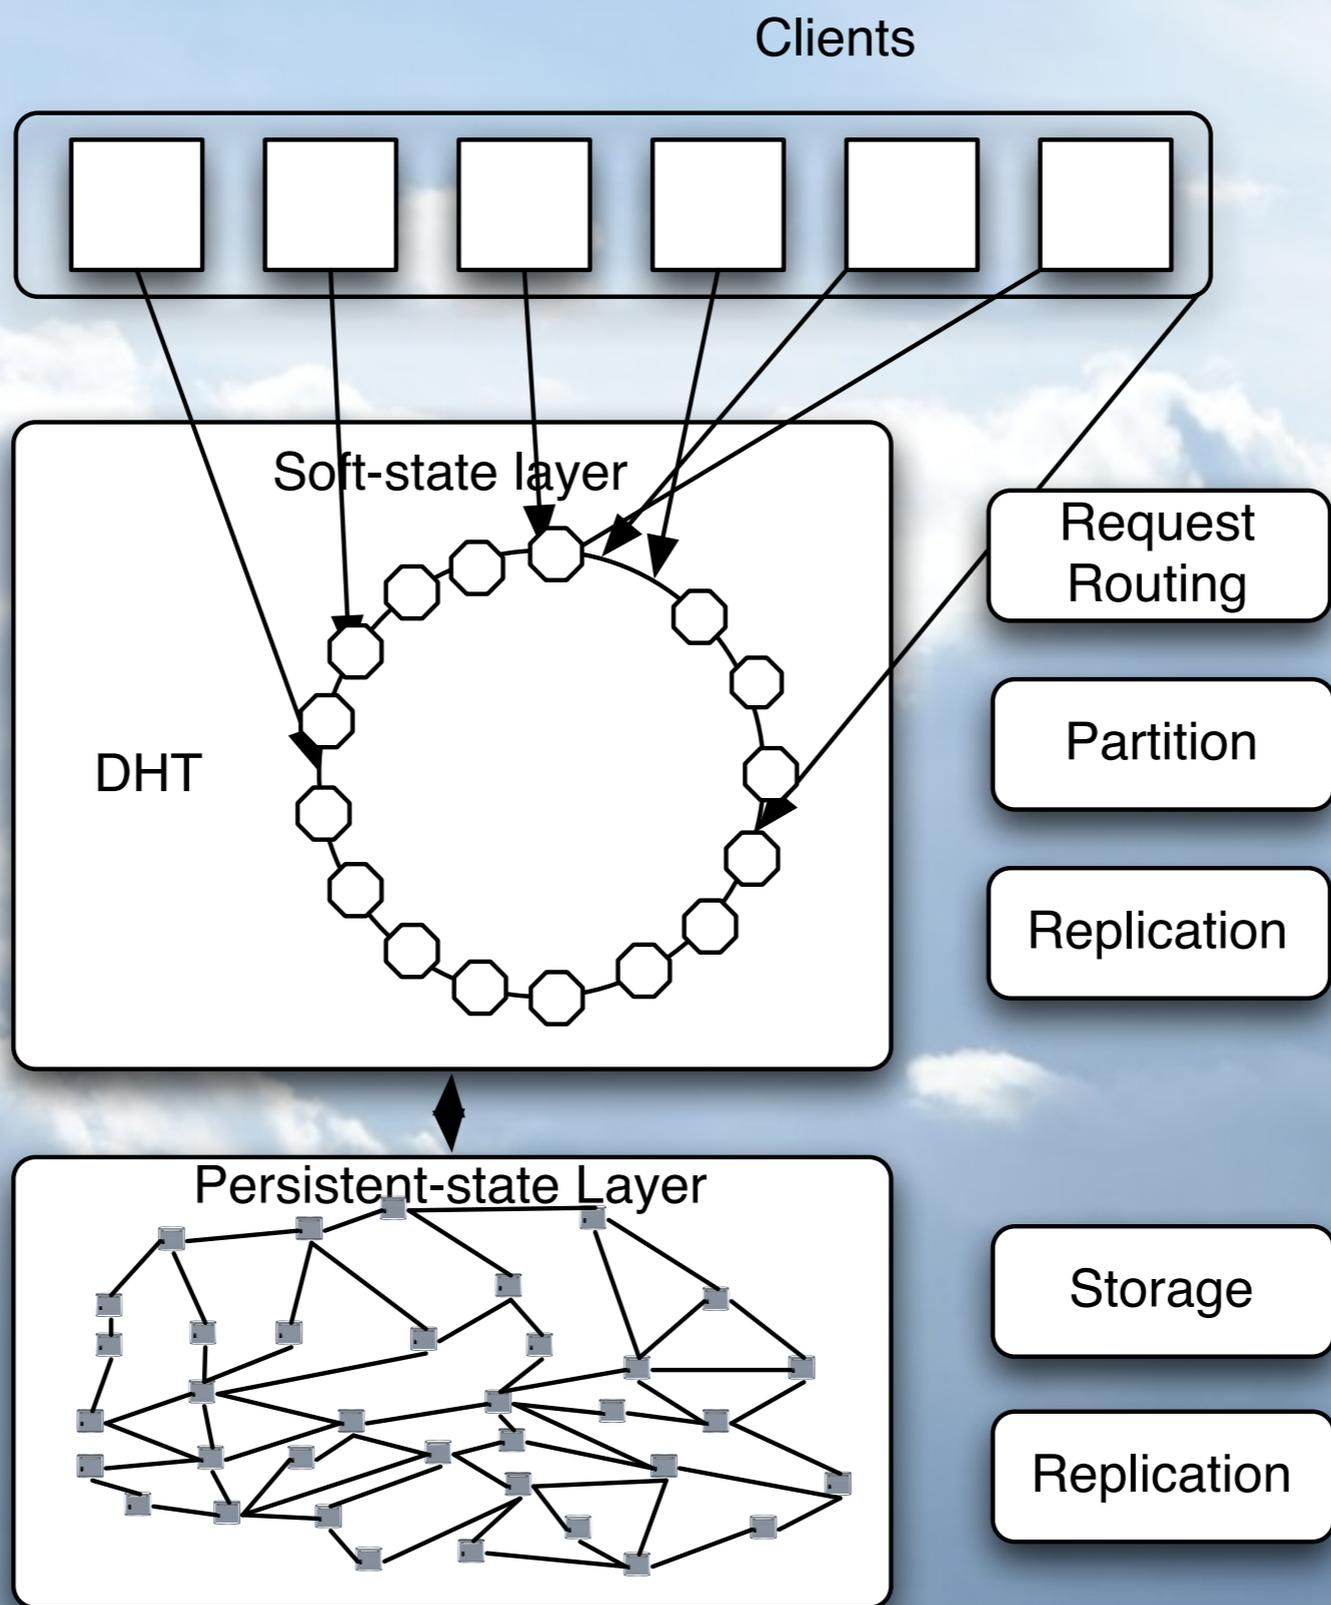 Clients
Soft-state layer
Request
Routing
Partition
DHT
Replication
Persistent-state Layer
Storage
Replication